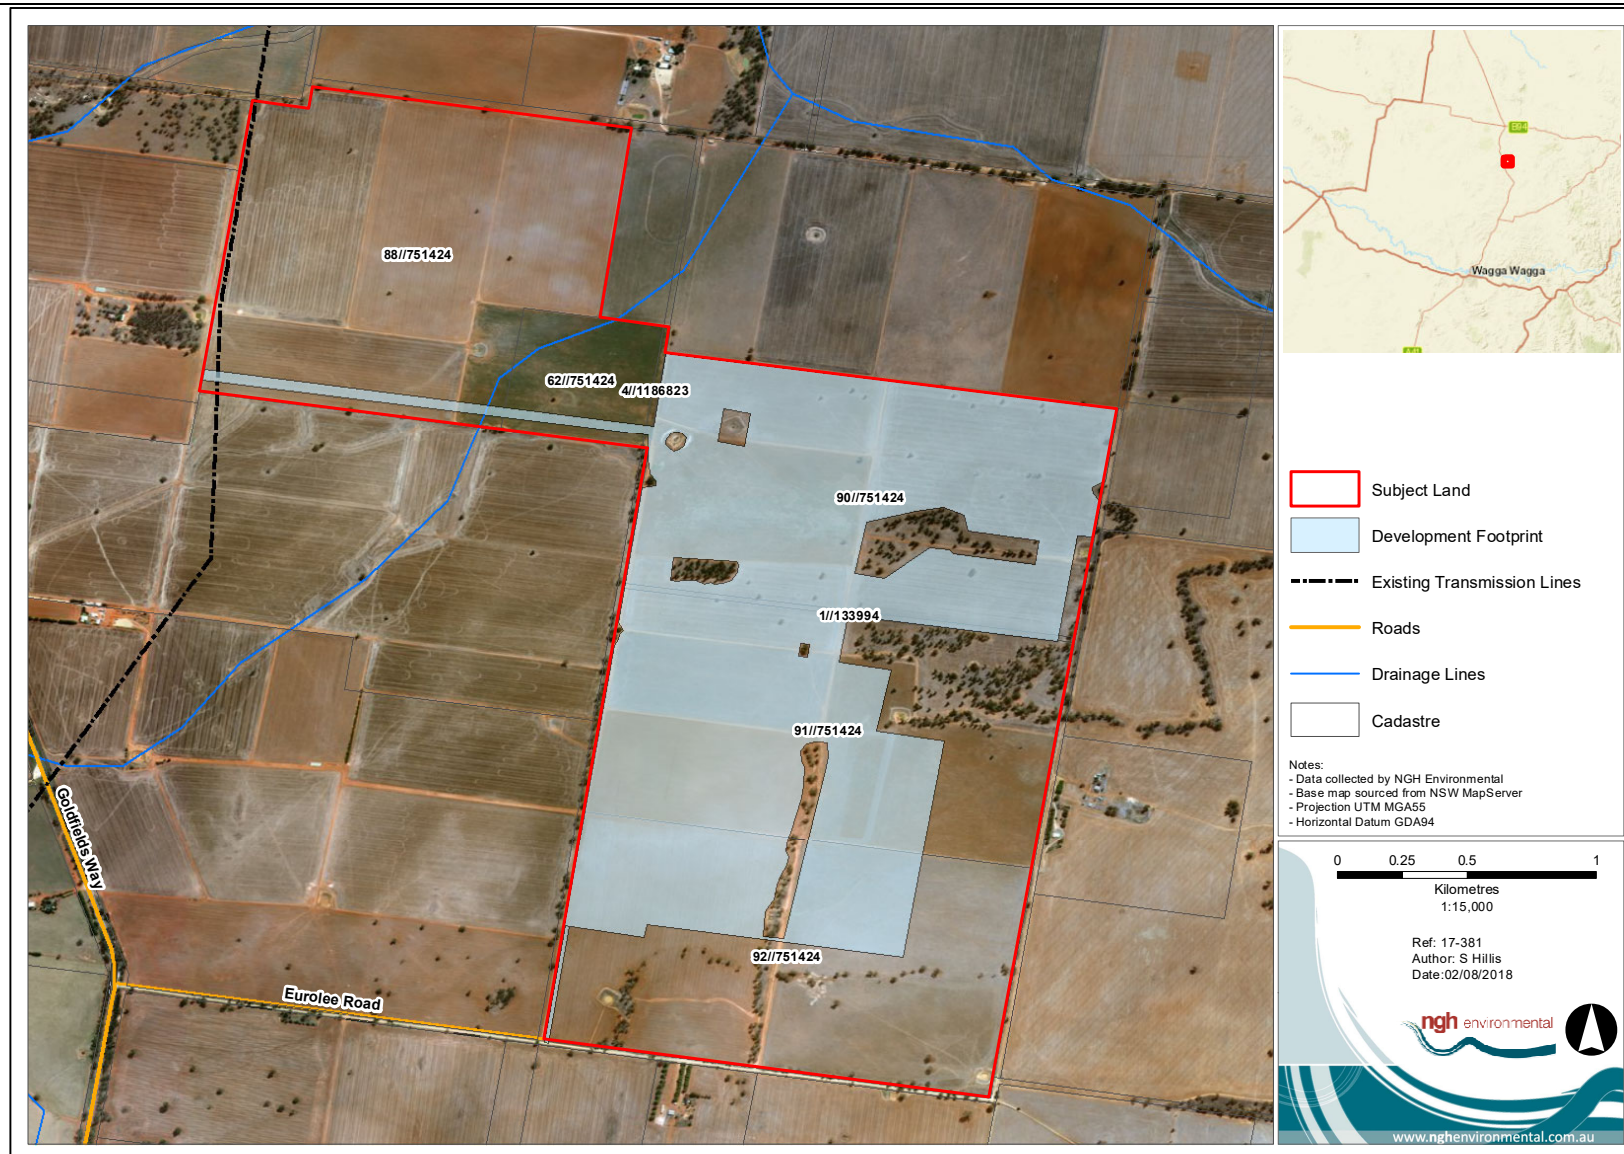 88//751424
62//751424
4//1186823
90//751424
1//133994
91//751424
92//751424
Goldfields Way
Eurolee Road
B94
Wagga Wagga
A41
Subject Land
Development Footprint
Existing Transmission Lines
Roads
Drainage Lines
Cadastre
Notes:
- Data collected by NGH Environmental
- Base map sourced from NSW MapServer
- Projection UTM MGA55
- Horizontal Datum GDA94
0 0.25 0.5 1
Kilometres
1:15,000
Ref: 17-381
Author: S Hillis
Date:02/08/2018
ngh environmental
www.nghenvironmental.com.au